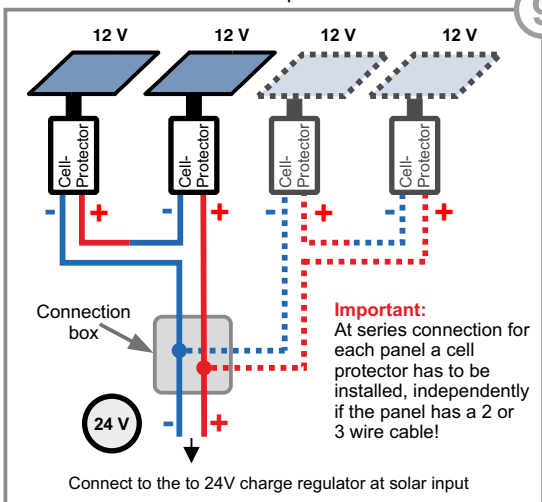 9
12 V 12 V 12 V 12 V
Cell-
Protector
Cell-
Protector
Cell-
Protector
Cell-
Protector
- + - + - + - +
Connection
box
Important:
At series connection for
each panel a cell
protector has to be
installed, independently
if the panel has a 2 or
3 wire cable!
24 V
- +
Connect to the to 24V charge regulator at solar input